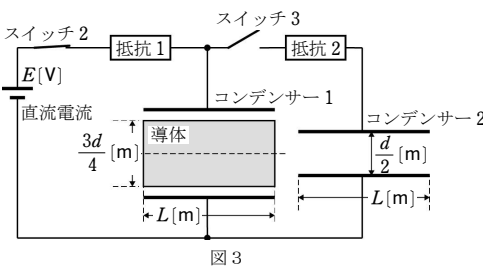 スイッチ 2
抵抗 1
スイッチ 3
抵抗 2
E[V]
直流電流
コンデンサー 1
導体
3d/4 [m]
L[m]
コンデンサー 2
d/2 [m]
L[m]
図 3